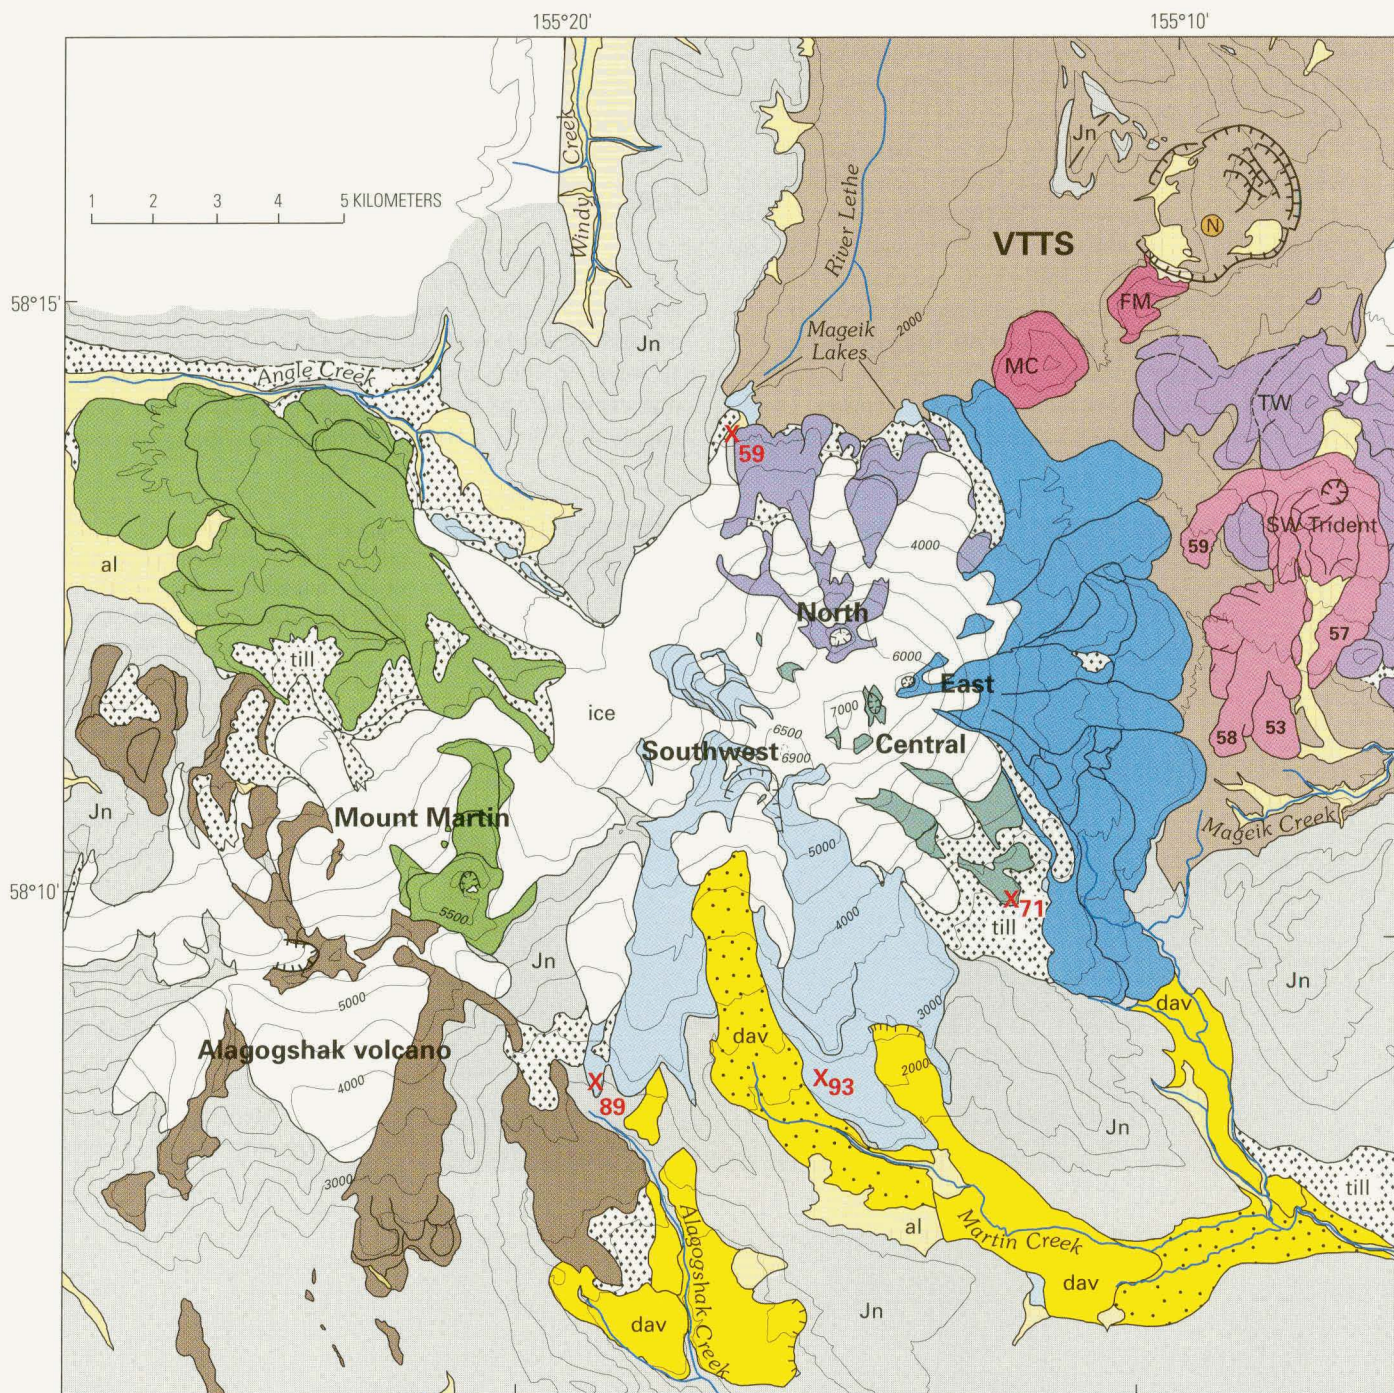 155°20'
155°10'
Creek
Windy
Jn
1 2 3 4 5 KILOMETERS
River Lethe
VTTS
N
58°15'
FM
Mageik
Lakes
2000
Jn
MC
Angle Creek
TW
59
4000
SW Trident
59
al
North
57
till
6000
East
ice
7000
6500
Southwest
6900
Central
58
53
Jn
Mount Martin
Mageik Creek
5000
58°10'
5500
71
4000
till
Jn
Jn
5000
3000
dav
dav
Alagogshak volcano
2000
4000
93
89
Jn
3000
till
al
Martin Creek
Alagogshak Creek
dav
Jn
dav